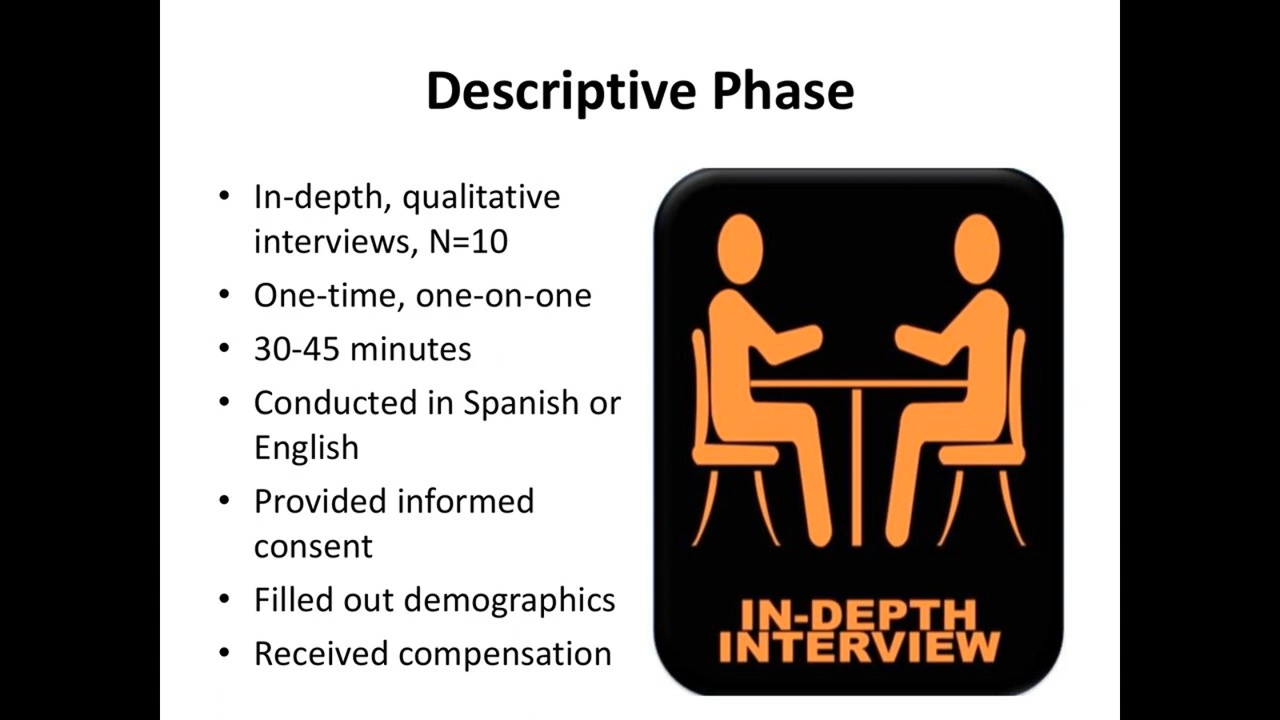 Descriptive Phase
• In-depth, qualitative
interviews, N=10
• One-time, one-on-one
• 30-45 minutes
• Conducted in Spanish or
English
• Provided informed
consent
• Filled out demographics
• Received compensation
IN-DEPTH
INTERVIEW